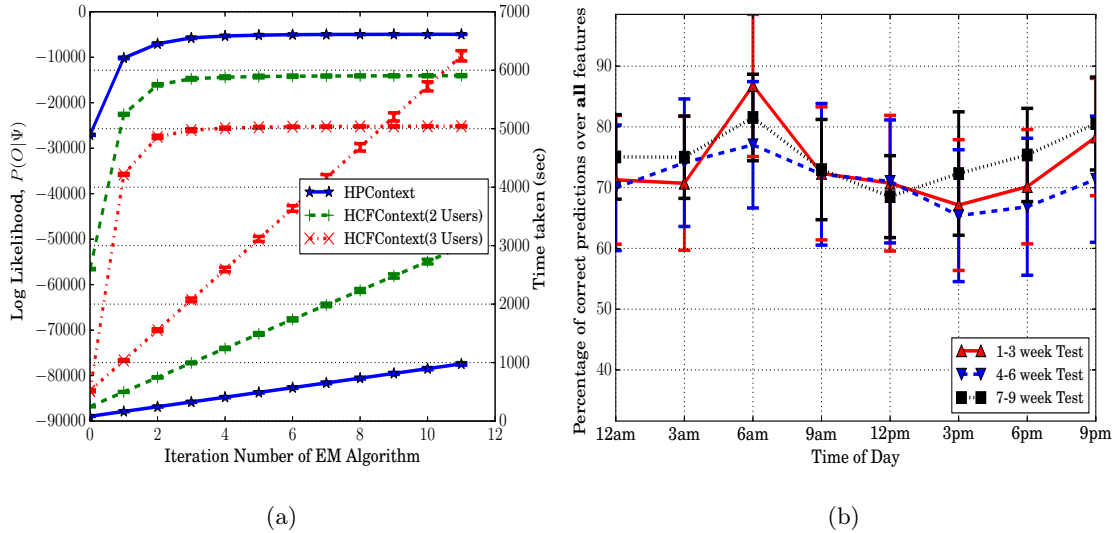 0
−10000
−20000
−30000
−40000
−50000
−60000
−70000
−80000
−90000
Log Likelihood, P(O|Ψ)
7000
6000
5000
4000
3000
2000
1000
0
Time taken (sec)
HPContext
HCFContext(2 Users)
HCFContext(3 Users)
0 2 4 6 8 10 12
Iteration Number of EM Algorithm
(a)
Percentage of correct predictions over all features
90
80
70
60
50
40
1-3 week Test
4-6 week Test
7-9 week Test
12am 3am 6am 9am 12pm 3pm 6pm 9pm
Time of Day
(b)